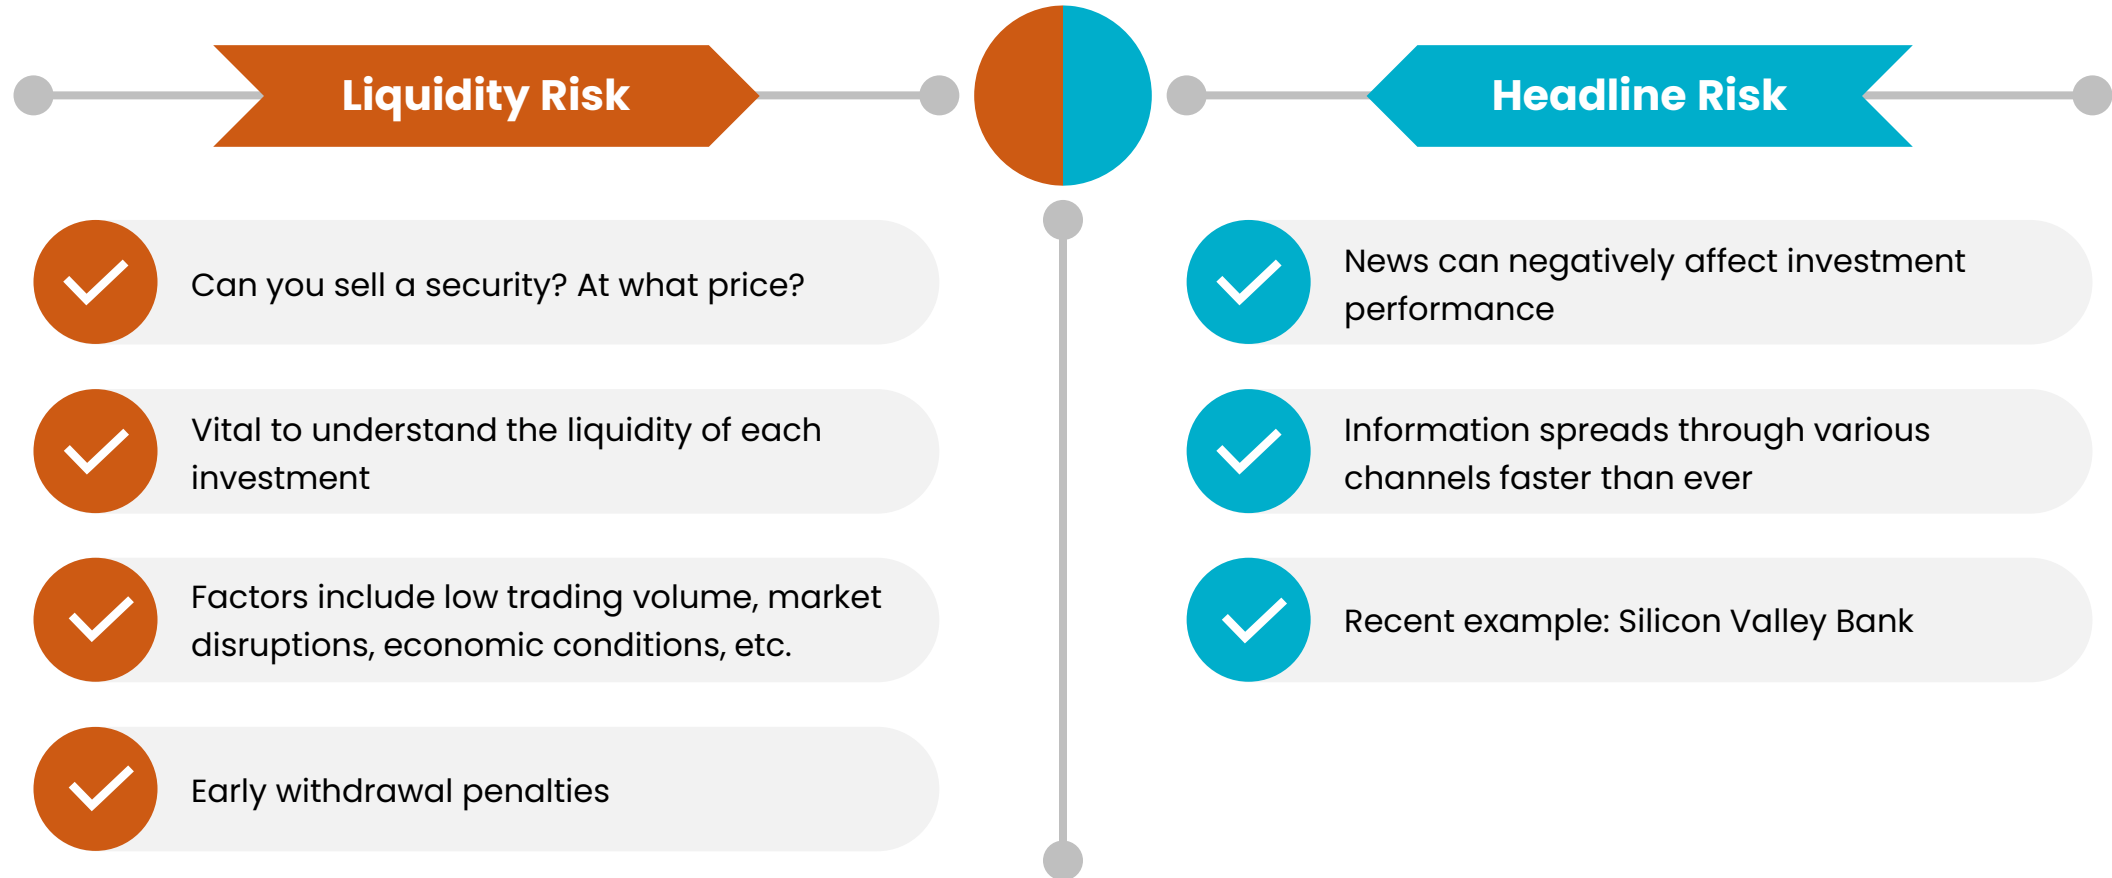 Liquidity Risk
Can you sell a security? At what price?
Vital to understand the liquidity of each
investment
Factors include low trading volume, market
disruptions, economic conditions, etc.
Early withdrawal penalties
Headline Risk
News can negatively affect investment
performance
Information spreads through various
channels faster than ever
Recent example: Silicon Valley Bank